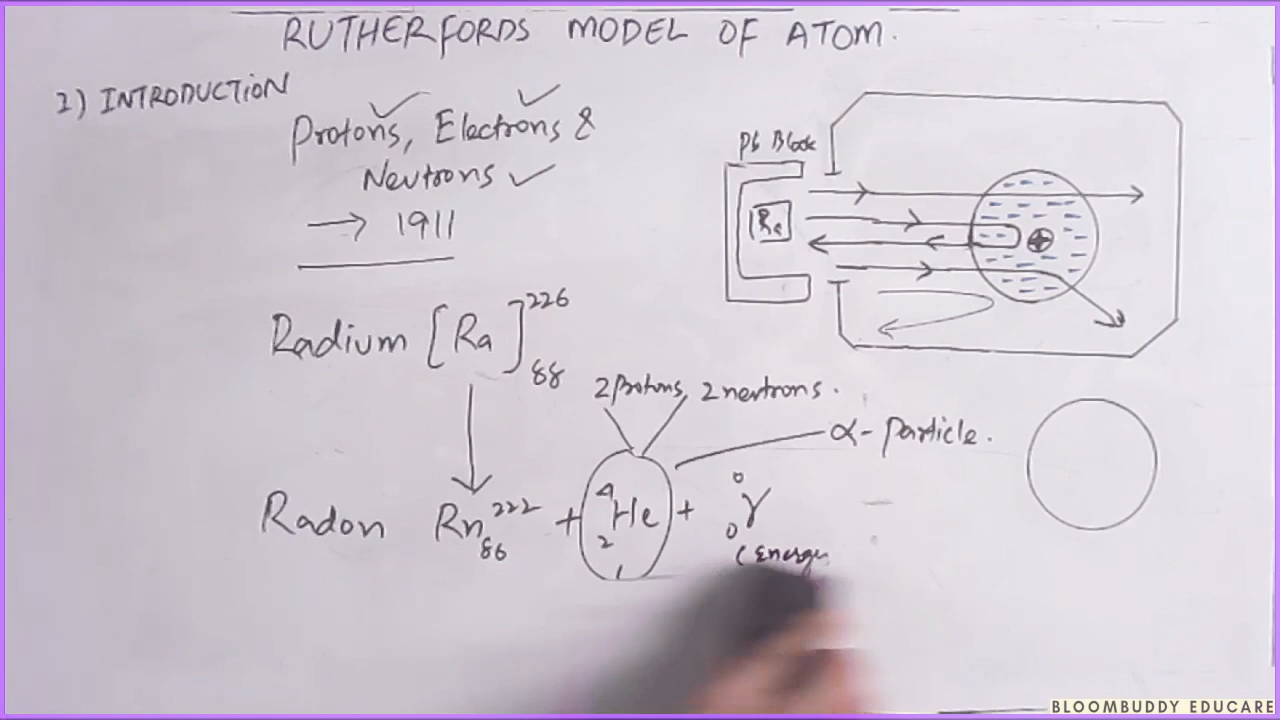 RUTHERFORDS MODEL OF ATOM.
1) INTRODUCTION
Protons, Electrons &
Neutrons
→ 1911
Pb Block
Ra
Radium [Ra]226 88
2 protons, 2 neutrons.
α- particle.
Radon Rn 222 86 + 4 2 He + 0 0 γ
(Energy
BLOOMBUDDY EDUCARE